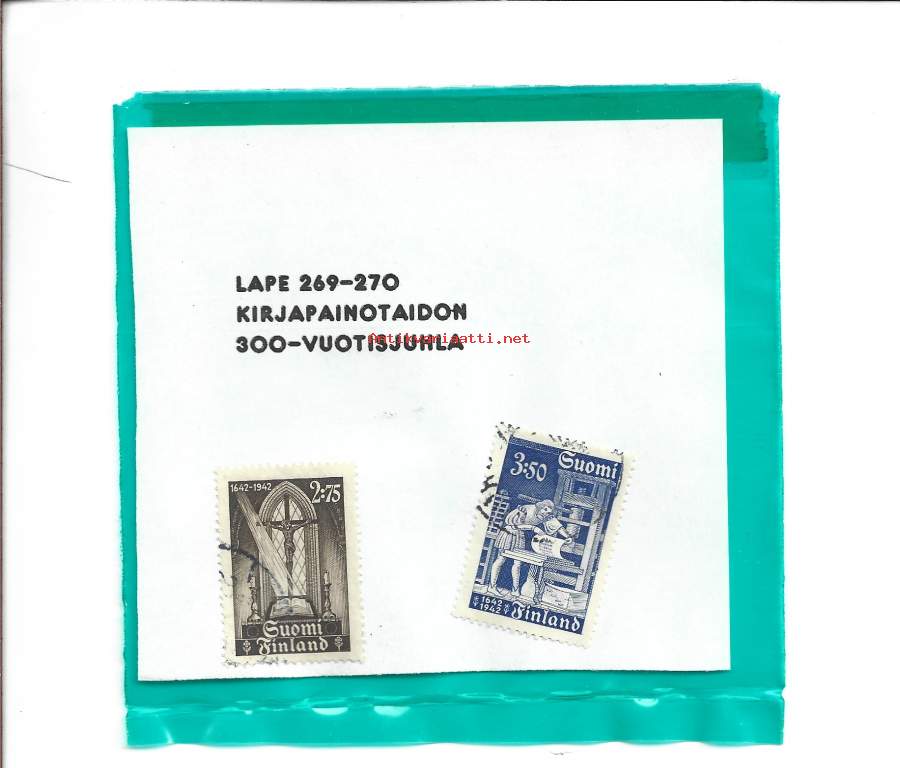 LAPE 269-270
KIRJAPAINOTAIDON
300-VUOTISJUHLA
Antikvariaatti.net
1642-1942 2:75
Suomi
Finland
3:50 Suomi
1642
1942 Finland